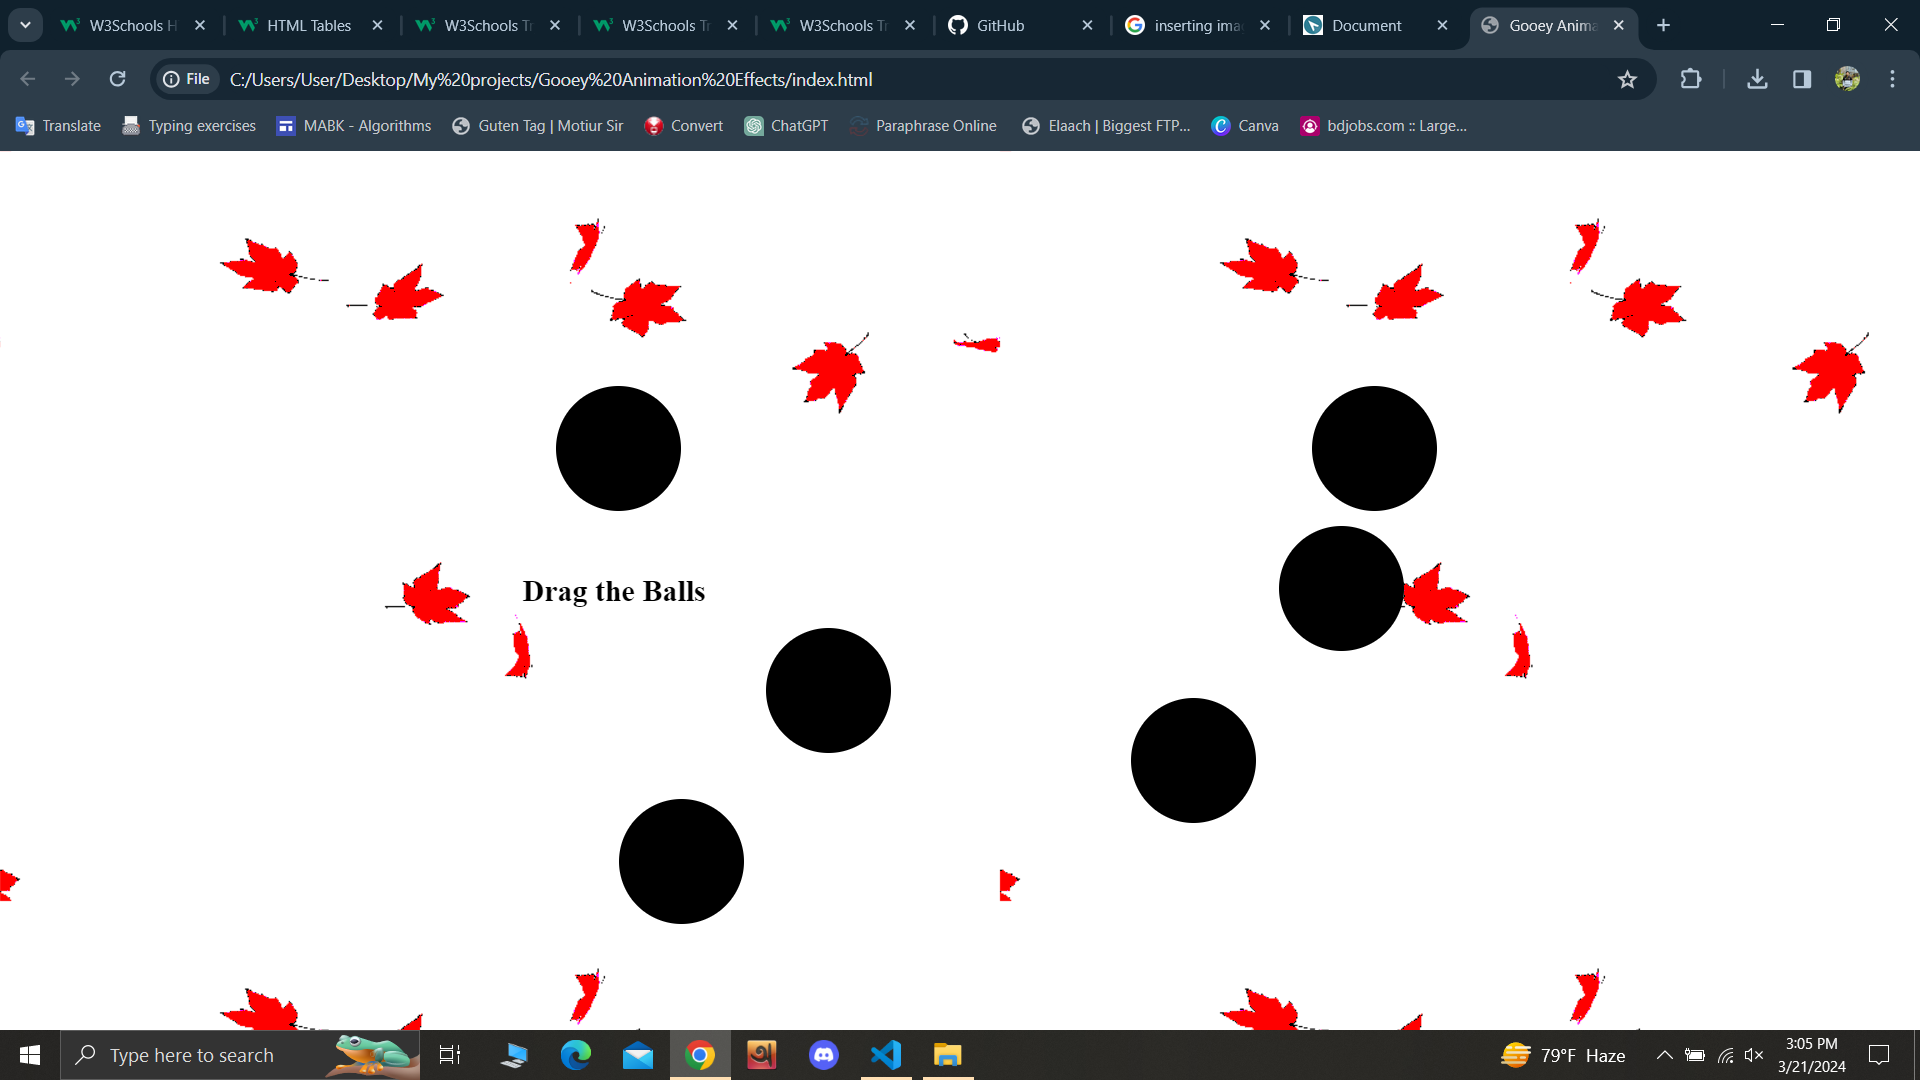 W3Schools H
HTML Tables
W3Schools Tr
W3Schools Tr
W3Schools Tr
GitHub
inserting ima
Document
Gooey Anima
File
C:/Users/User/Desktop/My%20projects/Gooey%20Animation%20Effects/index.html
Translate
Typing exercises
MABK - Algorithms
Guten Tag | Motiur Sir
Convert
ChatGPT
Paraphrase Online
Elaach | Biggest FTP...
Canva
bdjobs.com :: Large...
Drag the Balls
Type here to search
79°F Haze
3:05 PM
3/21/2024